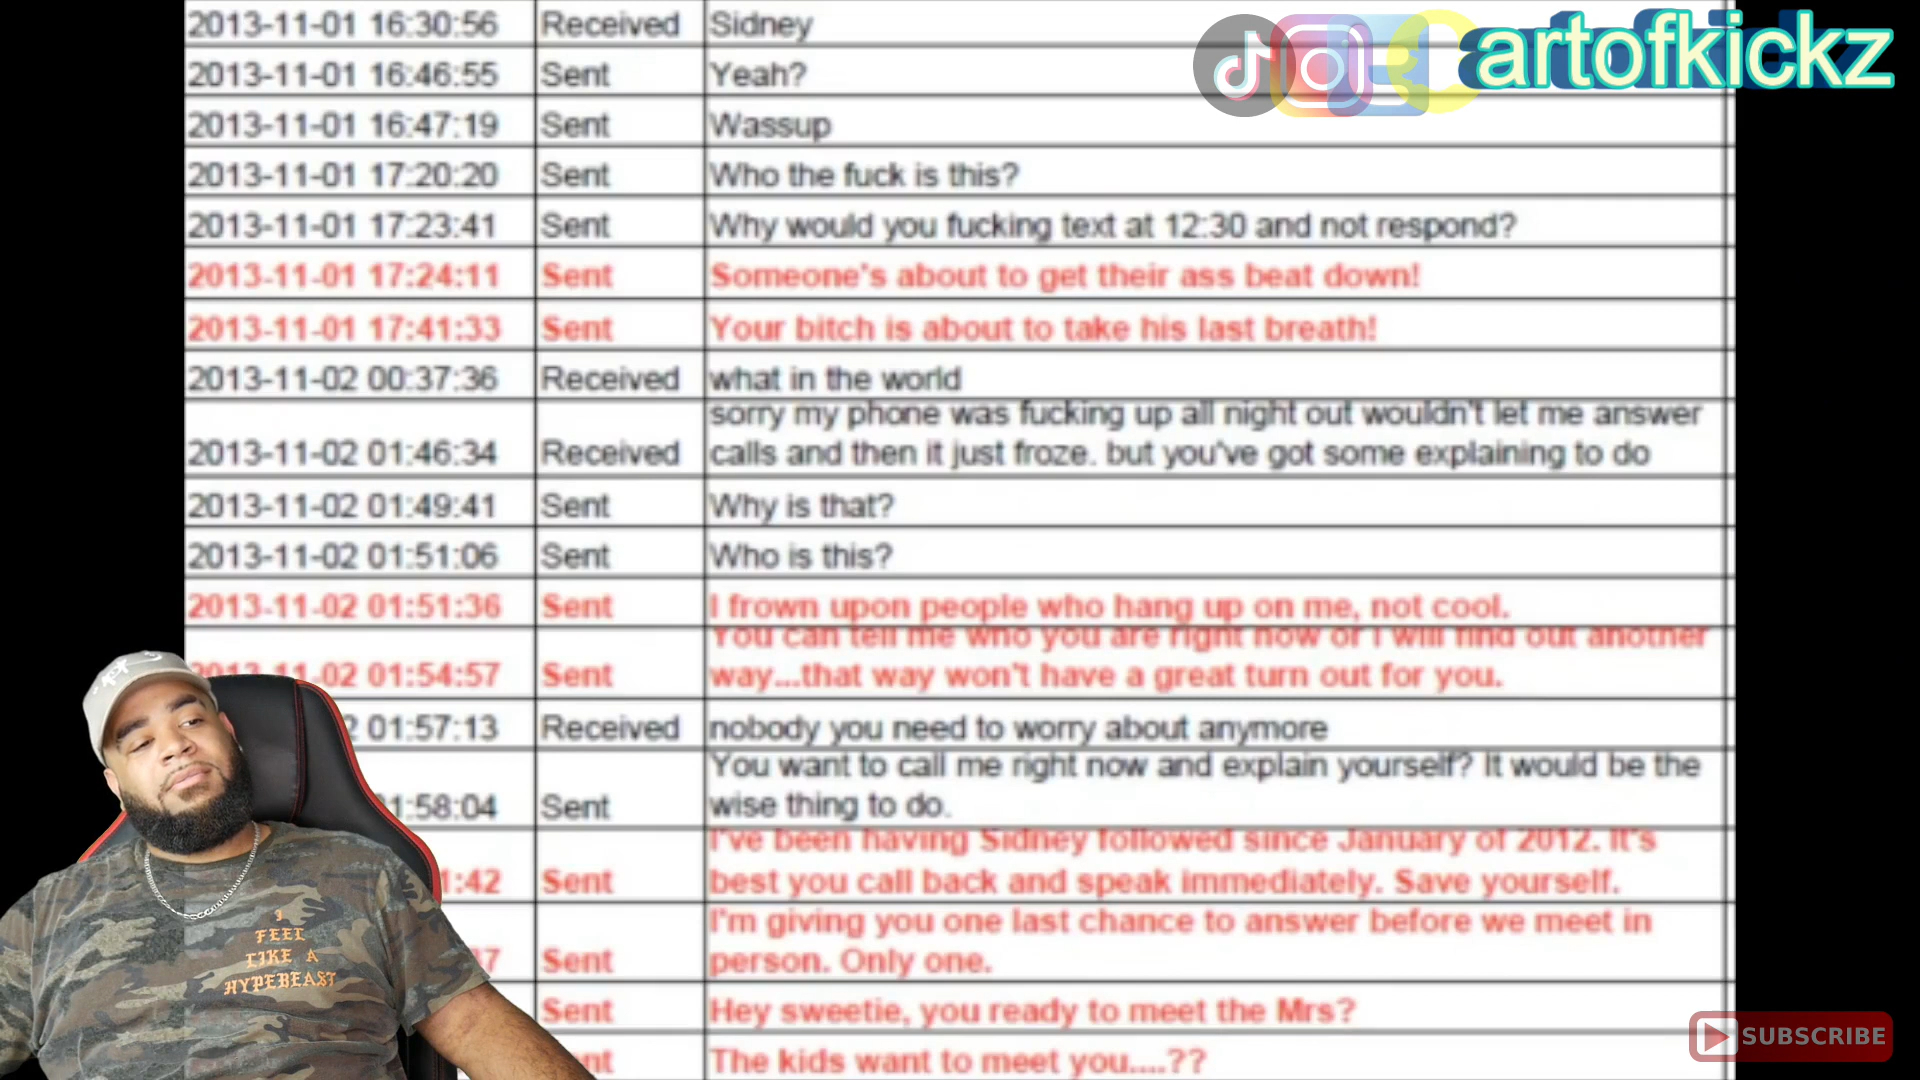 artofkickz
2013-11-01 16:30:56 Received Sidney
2013-11-01 16:46:55 Sent Yeah?
2013-11-01 16:47:19 Sent Wassup
2013-11-01 17:20:20 Sent Who the fuck is this?
2013-11-01 17:23:41 Sent Why would you fucking text at 12:30 and not respond?
2013-11-01 17:24:11 Sent Someone's about to get their ass beat down!
2013-11-01 17:41:33 Sent Your bitch is about to take his last breath!
2013-11-02 00:37:36 Received what in the world
sorry my phone was fucking up all night out wouldn't let me answer
2013-11-02 01:46:34 Received calls and then it just froze. but you've got some explaining to do
2013-11-02 01:49:41 Sent Why is that?
2013-11-02 01:51:06 Sent Who is this?
2013-11-02 01:51:36 Sent I frown upon people who hang up on me, not cool.
You can tell me who you are right now or I will find out another
2013-11-02 01:54:57 Sent way...that way won't have a great turn out for you.
2 01:57:13 Received nobody you need to worry about anymore
You want to call me right now and explain yourself? It would be the
1:58:04 Sent wise thing to do.
I've been having Sidney followed since January of 2012. It's
1:42 Sent best you call back and speak immediately. Save yourself.
I'm giving you one last chance to answer before we meet in
37 Sent person. Only one.
Sent Hey sweetie, you ready to meet the Mrs?
nt The kids want to meet you....??
I
FEEL
LIKE A
HYPEBEAST
SUBSCRIBE